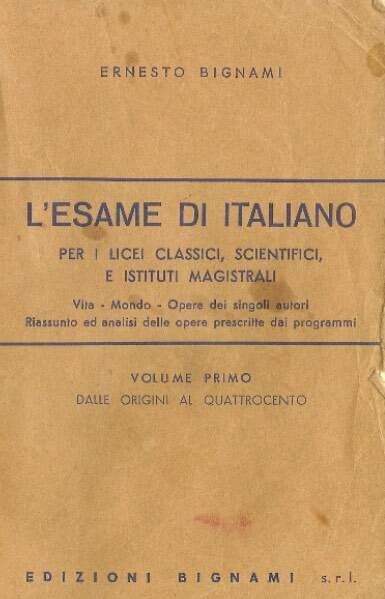 ERNESTO BIGNAMI
L'ESAME DI ITALIANO
PER I LICEI CLASSICI, SCIENTIFICI,
E ISTITUTI MAGISTRALI
Vita - Mondo - Opere dei singoli autori
Riassunto ed analisi delle opere prescritte dai programmi
VOLUME PRIMO
DALLE ORIGINI AL QUATTROCENTO
EDIZIONI BIGNAMI s.r.l.